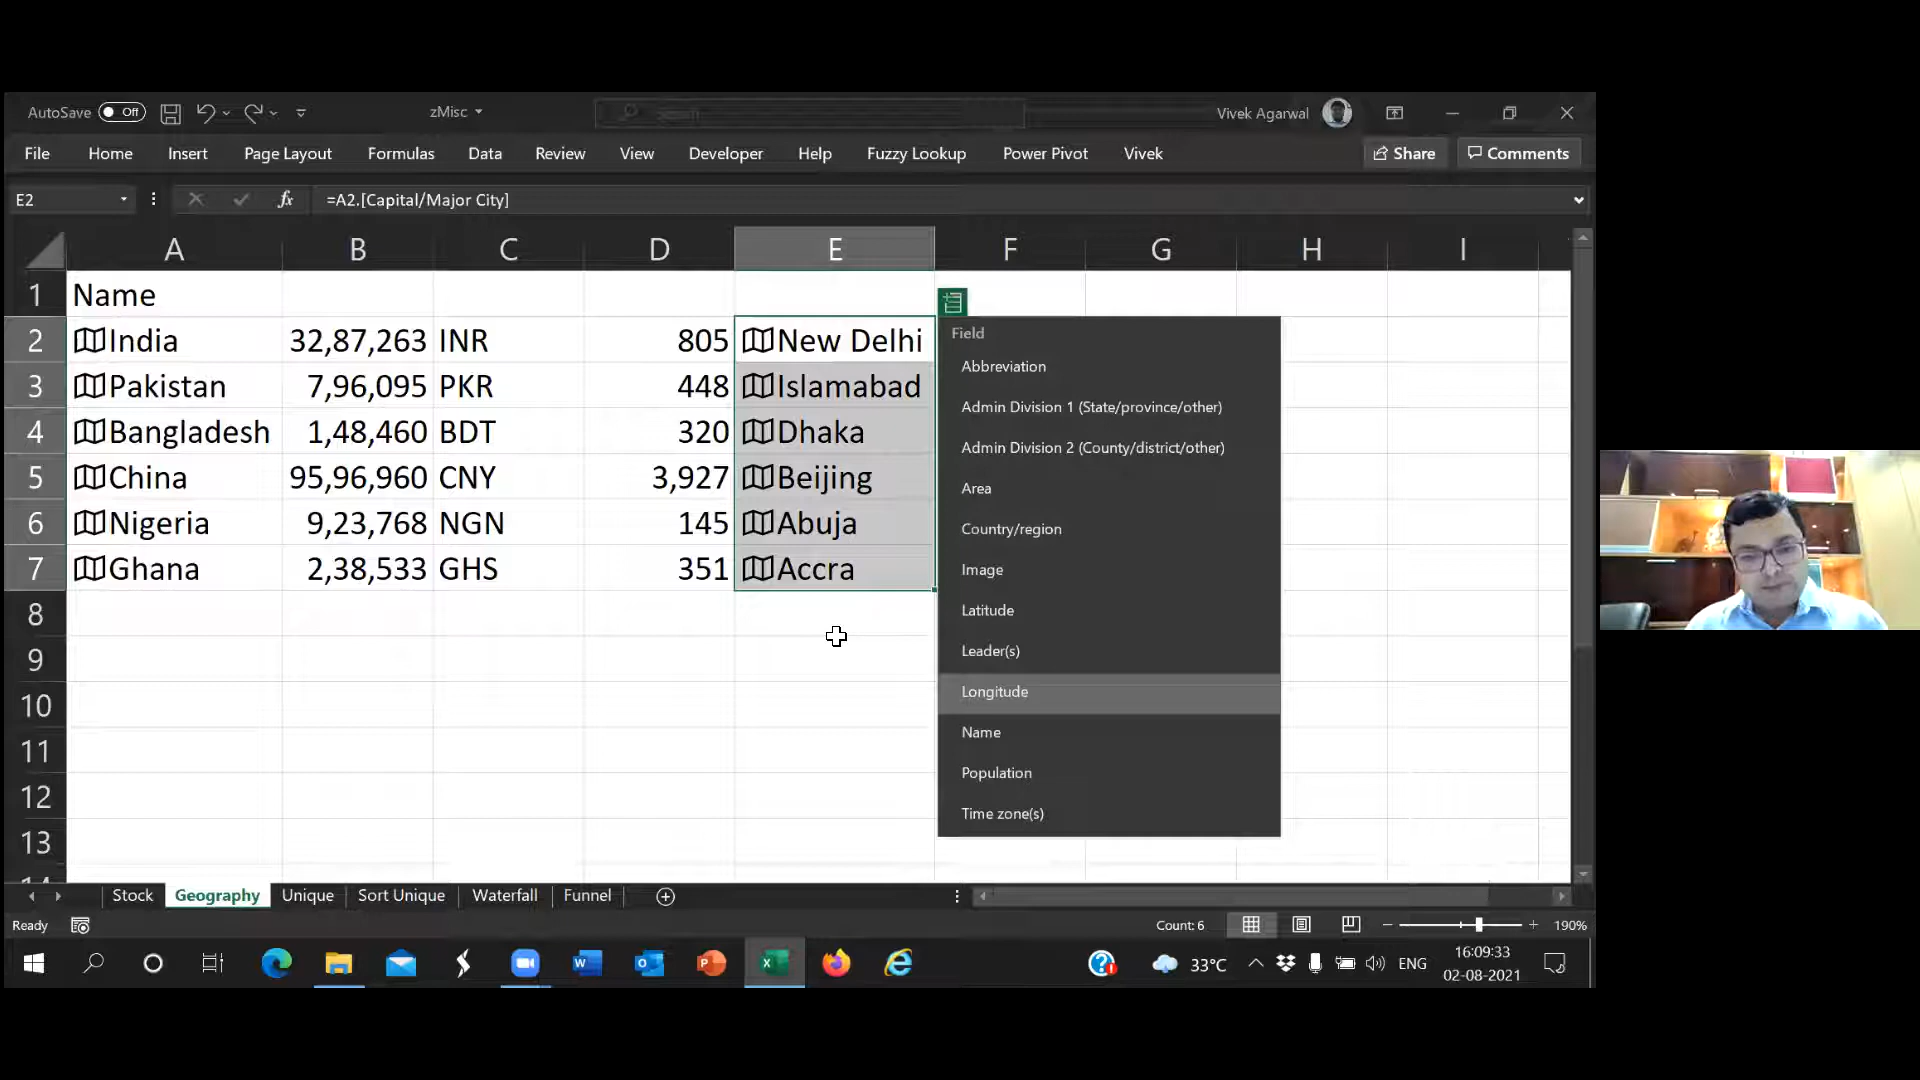 AutoSave Off zMisc Search Vivek Agarwal
File Home Insert Page Layout Formulas Data Review View Developer Help Fuzzy Lookup Power Pivot Vivek Share Comments
E2 fx =A2.[Capital/Major City]
A B C D E F G H I
1 Name
2 India 32,87,263 INR 805 New Delhi
3 Pakistan 7,96,095 PKR 448 Islamabad
4 Bangladesh 1,48,460 BDT 320 Dhaka
5 China 95,96,960 CNY 3,927 Beijing
6 Nigeria 9,23,768 NGN 145 Abuja
7 Ghana 2,38,533 GHS 351 Accra
8
9
10
11
12
13
14
Field
Abbreviation
Admin Division 1 (State/province/other)
Admin Division 2 (County/district/other)
Area
Country/region
Image
Latitude
Leader(s)
Longitude
Name
Population
Time zone(s)
Stock Geography Unique Sort Unique Waterfall Funnel
Ready Count: 6 190%
33°C ENG 16:09:33
02-08-2021